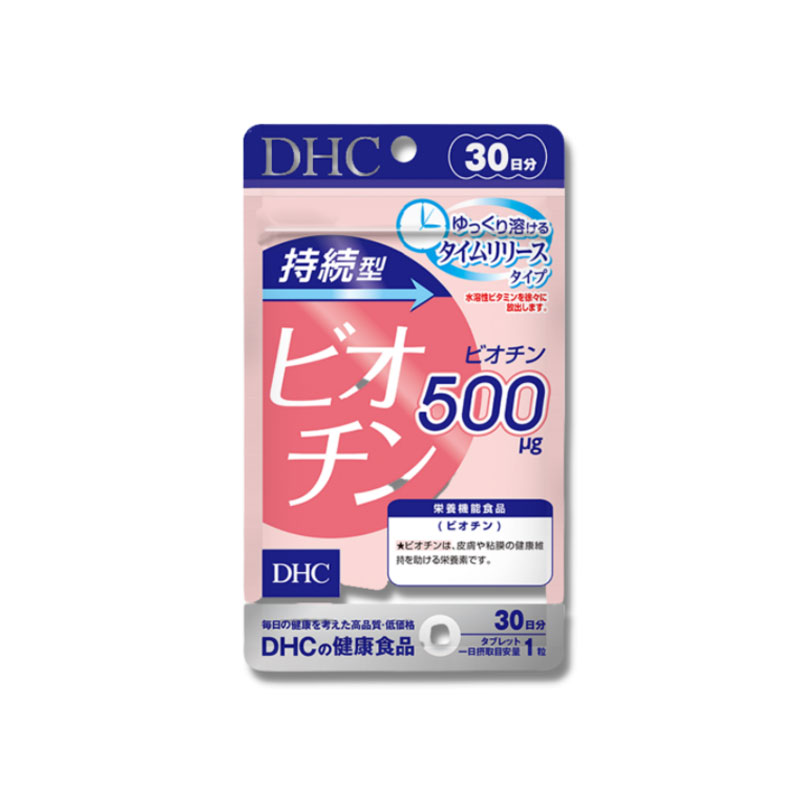 DHC
30日分
ゆっくり溶ける
タイムリリース
タイプ
水溶性ビタミンを徐々に
放出します。
持続型
ビオ
チン
ビオチン
500
μg
栄養機能食品
(ビオチン)
★ビオチンは、皮膚や粘膜の健康維
持を助ける栄養素です。
DHC
毎日の健康を考えた高品質・低価格
DHCの健康食品
30日分
タブレット
一日摂取目安量1粒